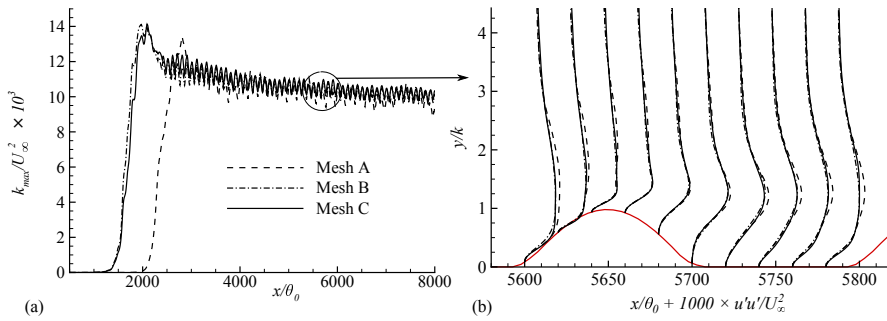 14
12
10
8
6
4
2
0
k_max/U_∞^2 × 10^3
Mesh A
Mesh B
Mesh C
2000
4000
6000
8000
x/θ_0
(a)
4
3
2
1
0
y/k
5600
5650
5700
5750
5800
x/θ_0 + 1000 × u'u'/U_∞^2
(b)